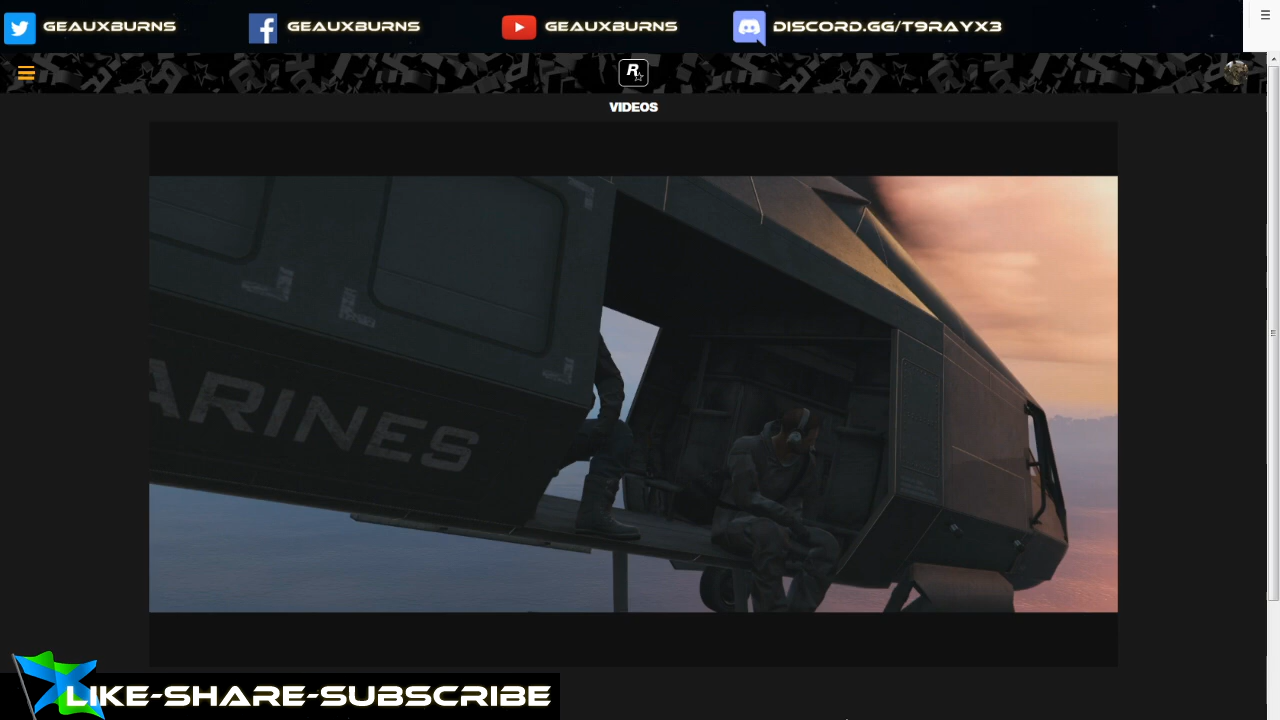 GEAUXBURNS
GEAUXBURNS
GEAUXBURNS
DISCORD.GG/T9RAYX3
R
VIDEOS
ARINES
LIKE-SHARE-SUBSCRIBE